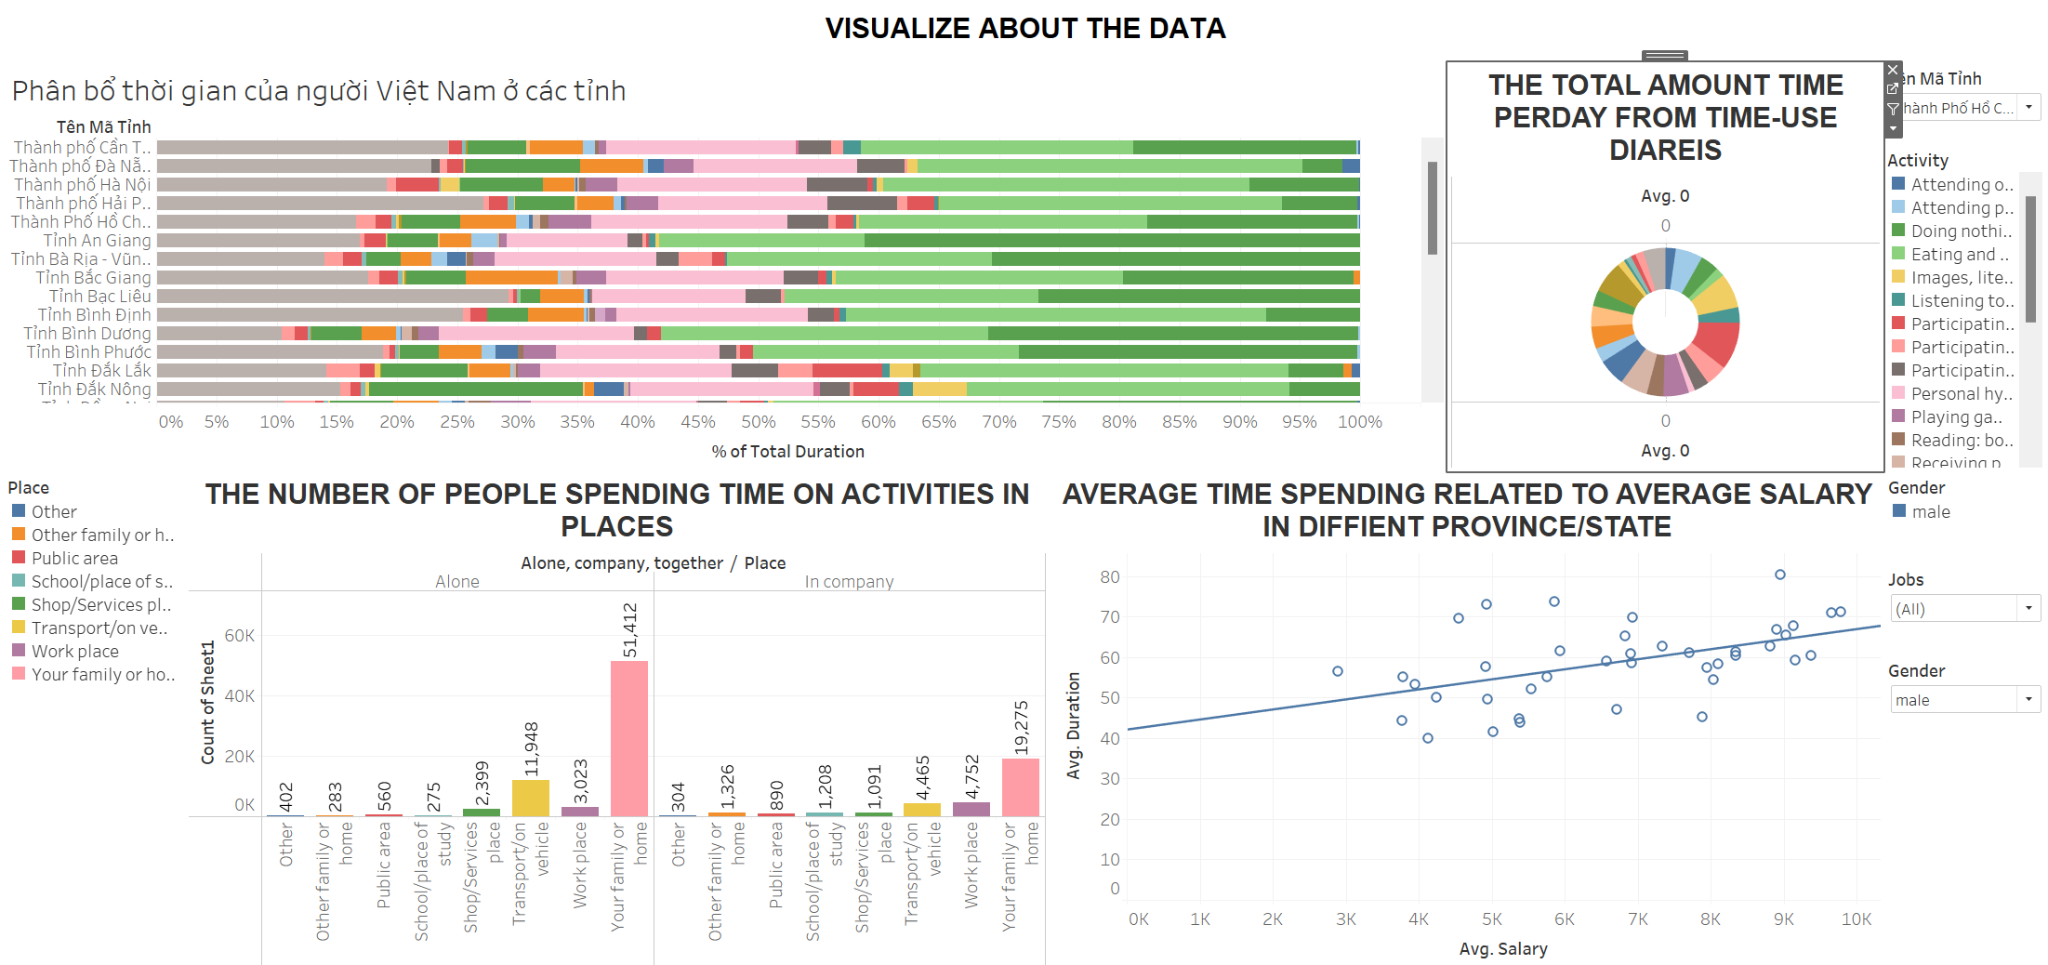 VISUALIZE ABOUT THE DATA
Phân bổ thời gian của người Việt Nam ở các tỉnh
Tên Mã Tỉnh
Thành phố Cần T..
Thành phố Đà Nẵ..
Thành phố Hà Nội
Thành phố Hải P..
Thành Phố Hồ Ch..
Tỉnh An Giang
Tỉnh Bà Rịa - Vũn..
Tỉnh Bắc Giang
Tỉnh Bạc Liêu
Tỉnh Bình Định
Tỉnh Bình Dương
Tỉnh Bình Phước
Tỉnh Đắk Lắk
Tỉnh Đắk Nông
0% 5% 10% 15% 20% 25% 30% 35% 40% 45% 50% 55% 60% 65% 70% 75% 80% 85% 90% 95% 100%
% of Total Duration
THE TOTAL AMOUNT TIME
PERDAY FROM TIME-USE
DIAREIS
Avg. 0
0
0
Avg. 0
ên Mã Tỉnh
hành Phố Hồ C...
Activity
Attending o..
Attending p..
Doing nothi..
Eating and ..
Images, lite..
Listening to..
Participatin..
Participatin..
Participatin..
Personal hy..
Playing ga..
Reading: bo..
Receiving p
Place
Other
Other family or h..
Public area
School/place of s..
Shop/Services pl..
Transport/on ve..
Work place
Your family or ho..
THE NUMBER OF PEOPLE SPENDING TIME ON ACTIVITIES IN
PLACES
Alone, company, together / Place
Alone
In company
Count of Sheet1
60K
40K
20K
0K
402
283
560
275
2,399
11,948
3,023
51,412
304
1,326
890
1,208
1,091
4,465
4,752
19,275
Other
Other family or
home
Public area
School/place of
study
Shop/Services
place
Transport/on
vehicle
Work place
Your family or
home
Other
Other family or
home
Public area
School/place of
study
Shop/Services
place
Transport/on
vehicle
Work place
Your family or
home
AVERAGE TIME SPENDING RELATED TO AVERAGE SALARY
IN DIFFIENT PROVINCE/STATE
Avg. Duration
80
70
60
50
40
30
20
10
0
0K 1K 2K 3K 4K 5K 6K 7K 8K 9K 10K
Avg. Salary
Gender
male
Jobs
(All)
Gender
male